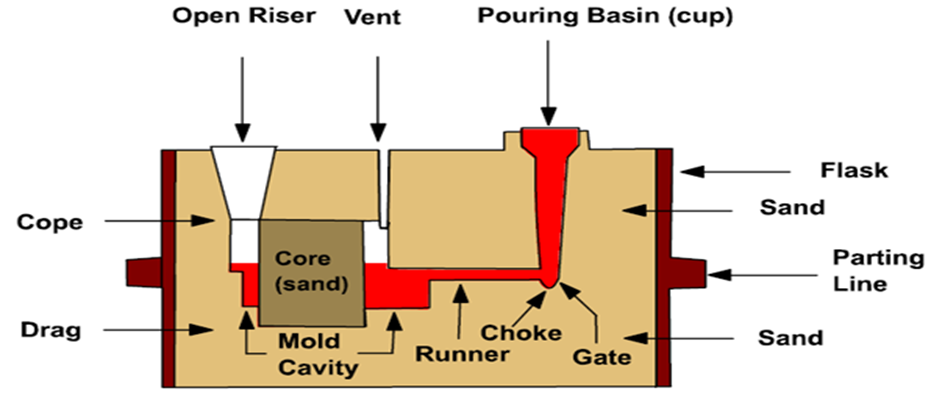 Open Riser
Vent
Pouring Basin (cup)
Flask
Sand
Cope
Core
(sand)
Parting
Line
Drag
Mold
Cavity
Runner
Choke
Gate
Sand